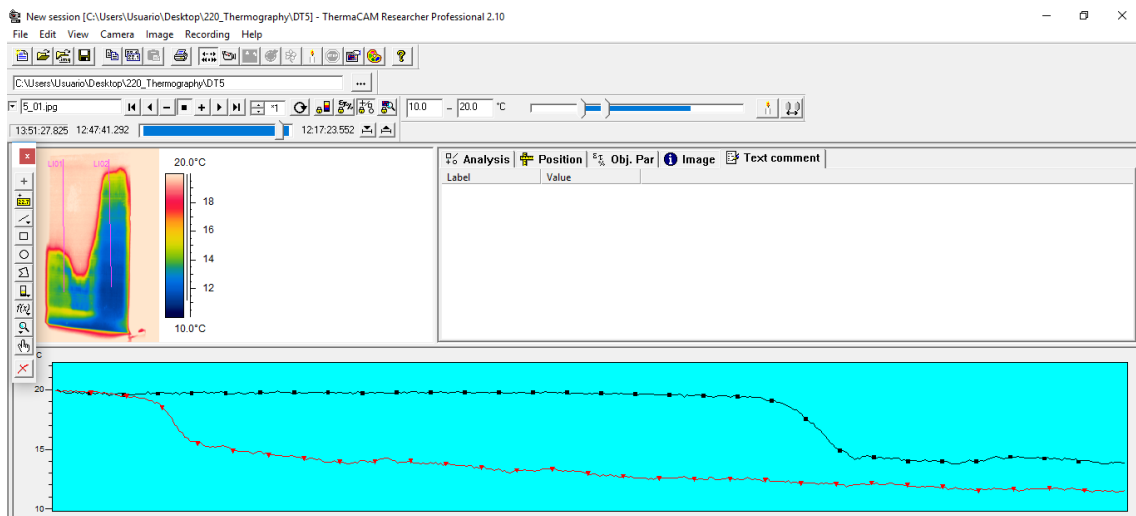 New session [C:\Users\Usuario\Desktop\220_Thermography\DT5] - ThermaCAM Researcher Professional 2.10
File Edit View Camera Image Recording Help
C:\Users\Usuario\Desktop\220_Thermography\DT5
...
5_01.jpg
*1
10.0 - 20.0 °C
13:51:27.825 12:47:41.292 12:17:23.552
Analysis Position Obj. Par Image Text comment
Label Value
LI01 LI02 20.0°C
18
16
14
12
10.0°C
22.7
f(x)
C
20
15
10